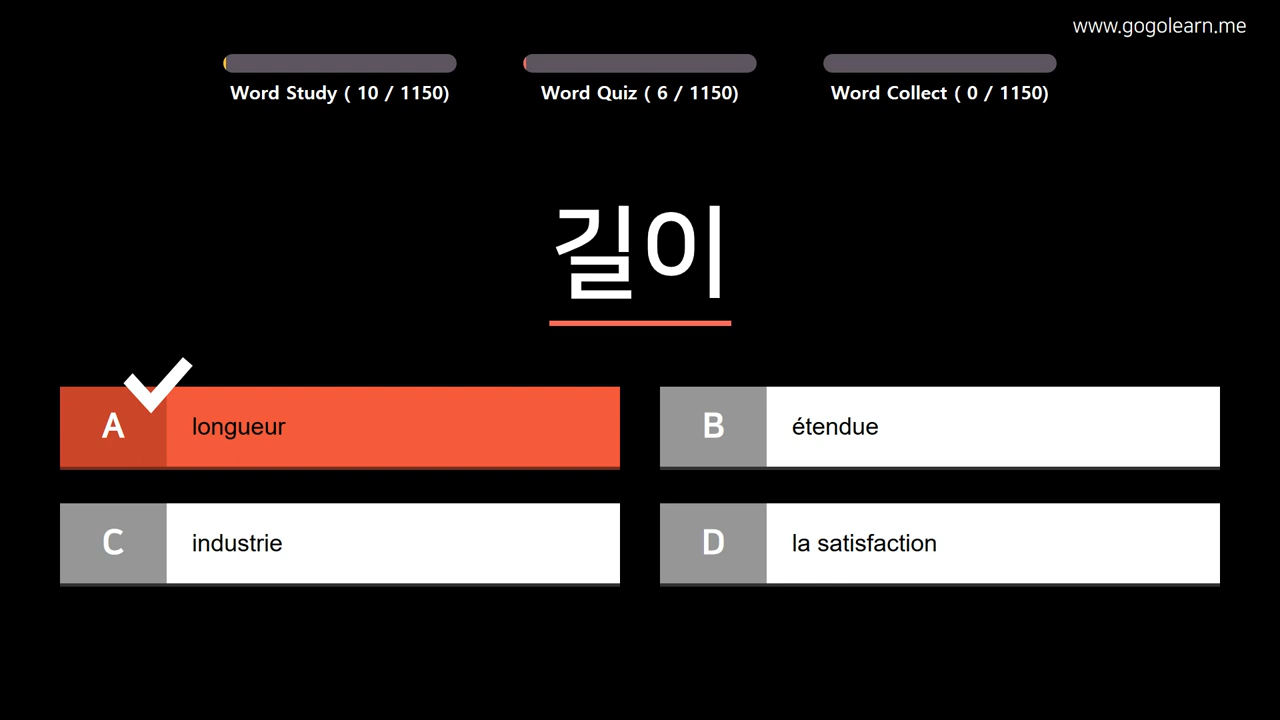 www.gogolearn.me
Word Study ( 10 / 1150)
Word Quiz ( 6 / 1150)
Word Collect ( 0 / 1150)
길이
A longueur
B étendue
C industrie
D la satisfaction